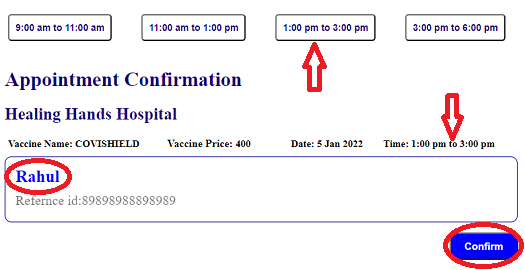 9:00 am to 11:00 am 11:00 am to 1:00 pm 1:00 pm to 3:00 pm 3:00 pm to 6:00 pm
Appointment Confirmation
Healing Hands Hospital
Vaccine Name: COVISHIELD Vaccine Price: 400 Date: 5 Jan 2022 Time: 1:00 pm to 3:00 pm
Rahul
Refernce id:89898988898989
Confirm